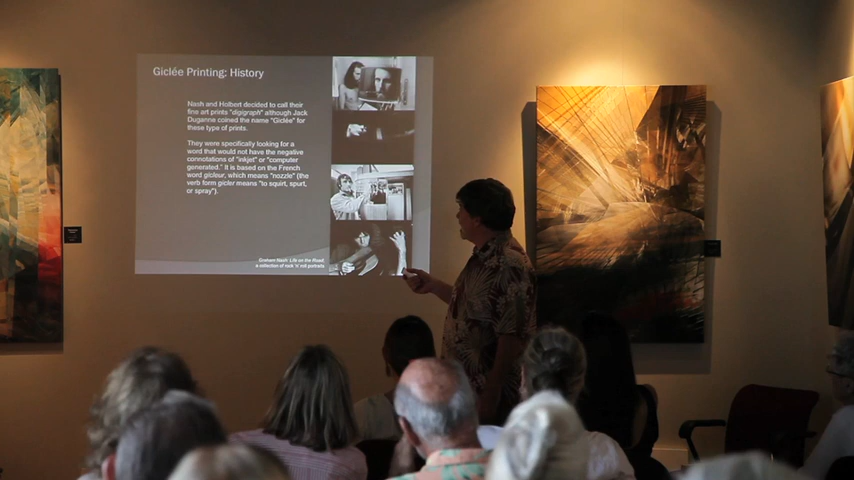 Giclée Printing: History
Nash and Holbert decided to call their
fine art prints "digigraph" although Jack
Duganne coined the name "Giclée" for
these type of prints.
They were specifically looking for a
word that would not have the negative
connotations of "inkjet" or "computer
generated." It is based on the French
word gicleur, which means "nozzle" (the
verb form gicler means "to squirt, spurt,
or spray").
Graham Nash: Life on the Road:
a collection of rock 'n' roll portraits